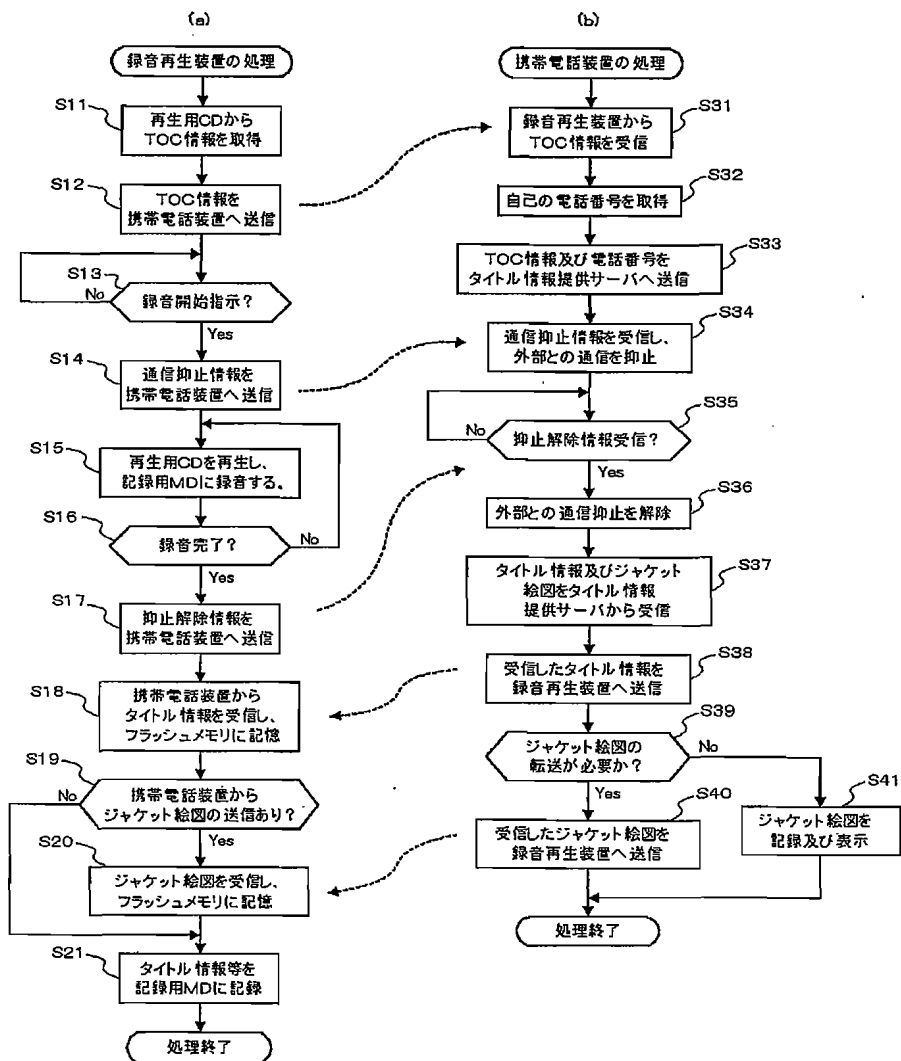 (a)
録音再生装置の処理
S11
再生用CDから
TOC情報を取得
S12
TOC情報を
携帯電話装置へ送信
S13
No
録音開始指示?
Yes
S14
通信抑止情報を
携帯電話装置へ送信
S15
再生用CDを再生し、
記録用MDに録音する。
S16
録音完了?
No
Yes
S17
抑止解除情報を
携帯電話装置へ送信
S18
携帯電話装置から
タイトル情報を受信し、
フラッシュメモリに記憶
S19
No
携帯電話装置から
ジャケット絵図の送信あり?
Yes
S20
ジャケット絵図を受信し、
フラッシュメモリに記憶
S21
タイトル情報等を
記録用MDに記録
処理終了
(b)
携帯電話装置の処理
S31
録音再生装置から
TOC情報を受信
S32
自己の電話番号を取得
S33
TOC情報及び電話番号を
タイトル情報提供サーバへ送信
S34
通信抑止情報を受信し、
外部との通信を抑止
S35
No
抑止解除情報受信?
Yes
S36
外部との通信抑止を解除
S37
タイトル情報及びジャケット
絵図をタイトル情報
提供サーバから受信
S38
受信したタイトル情報を
録音再生装置へ送信
S39
ジャケット絵図の
転送が必要か?
No
Yes
S40
受信したジャケット絵図を
録音再生装置へ送信
S41
ジャケット絵図を
記録及び表示
処理終了